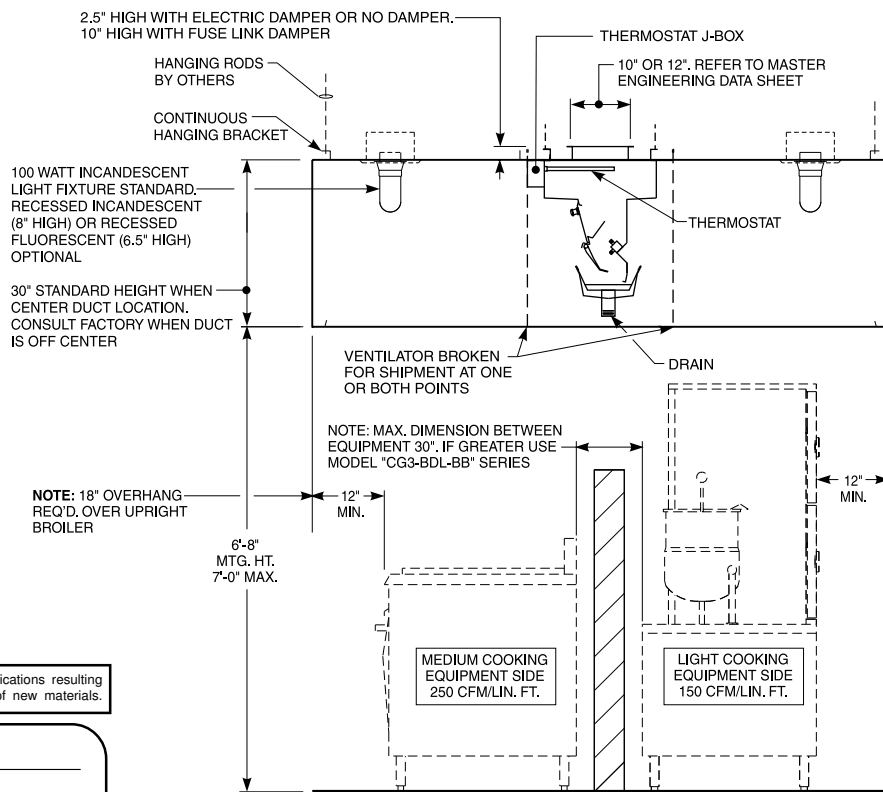 2.5" HIGH WITH ELECTRIC DAMPER OR NO DAMPER.
10" HIGH WITH FUSE LINK DAMPER
THERMOSTAT J-BOX
HANGING RODS
BY OTHERS
10" OR 12". REFER TO MASTER
ENGINEERING DATA SHEET
CONTINUOUS
HANGING BRACKET
100 WATT INCANDESCENT
LIGHT FIXTURE STANDARD.
RECESSED INCANDESCENT
(8" HIGH) OR RECESSED
FLUORESCENT (6.5" HIGH)
OPTIONAL
THERMOSTAT
30" STANDARD HEIGHT WHEN
CENTER DUCT LOCATION.
CONSULT FACTORY WHEN DUCT
IS OFF CENTER
VENTILATOR BROKEN
FOR SHIPMENT AT ONE
OR BOTH POINTS
DRAIN
NOTE: MAX. DIMENSION BETWEEN
EQUIPMENT 30". IF GREATER USE
MODEL "CG3-BDL-BB" SERIES
NOTE: 18" OVERHANG
REQ'D. OVER UPRIGHT
BROILER
12"
MIN.
12"
MIN.
6'-8"
MTG. HT.
7'-0" MAX.
MEDIUM COOKING
EQUIPMENT SIDE
250 CFM/LIN. FT.
LIGHT COOKING
EQUIPMENT SIDE
150 CFM/LIN. FT.
ications resulting
of new materials.